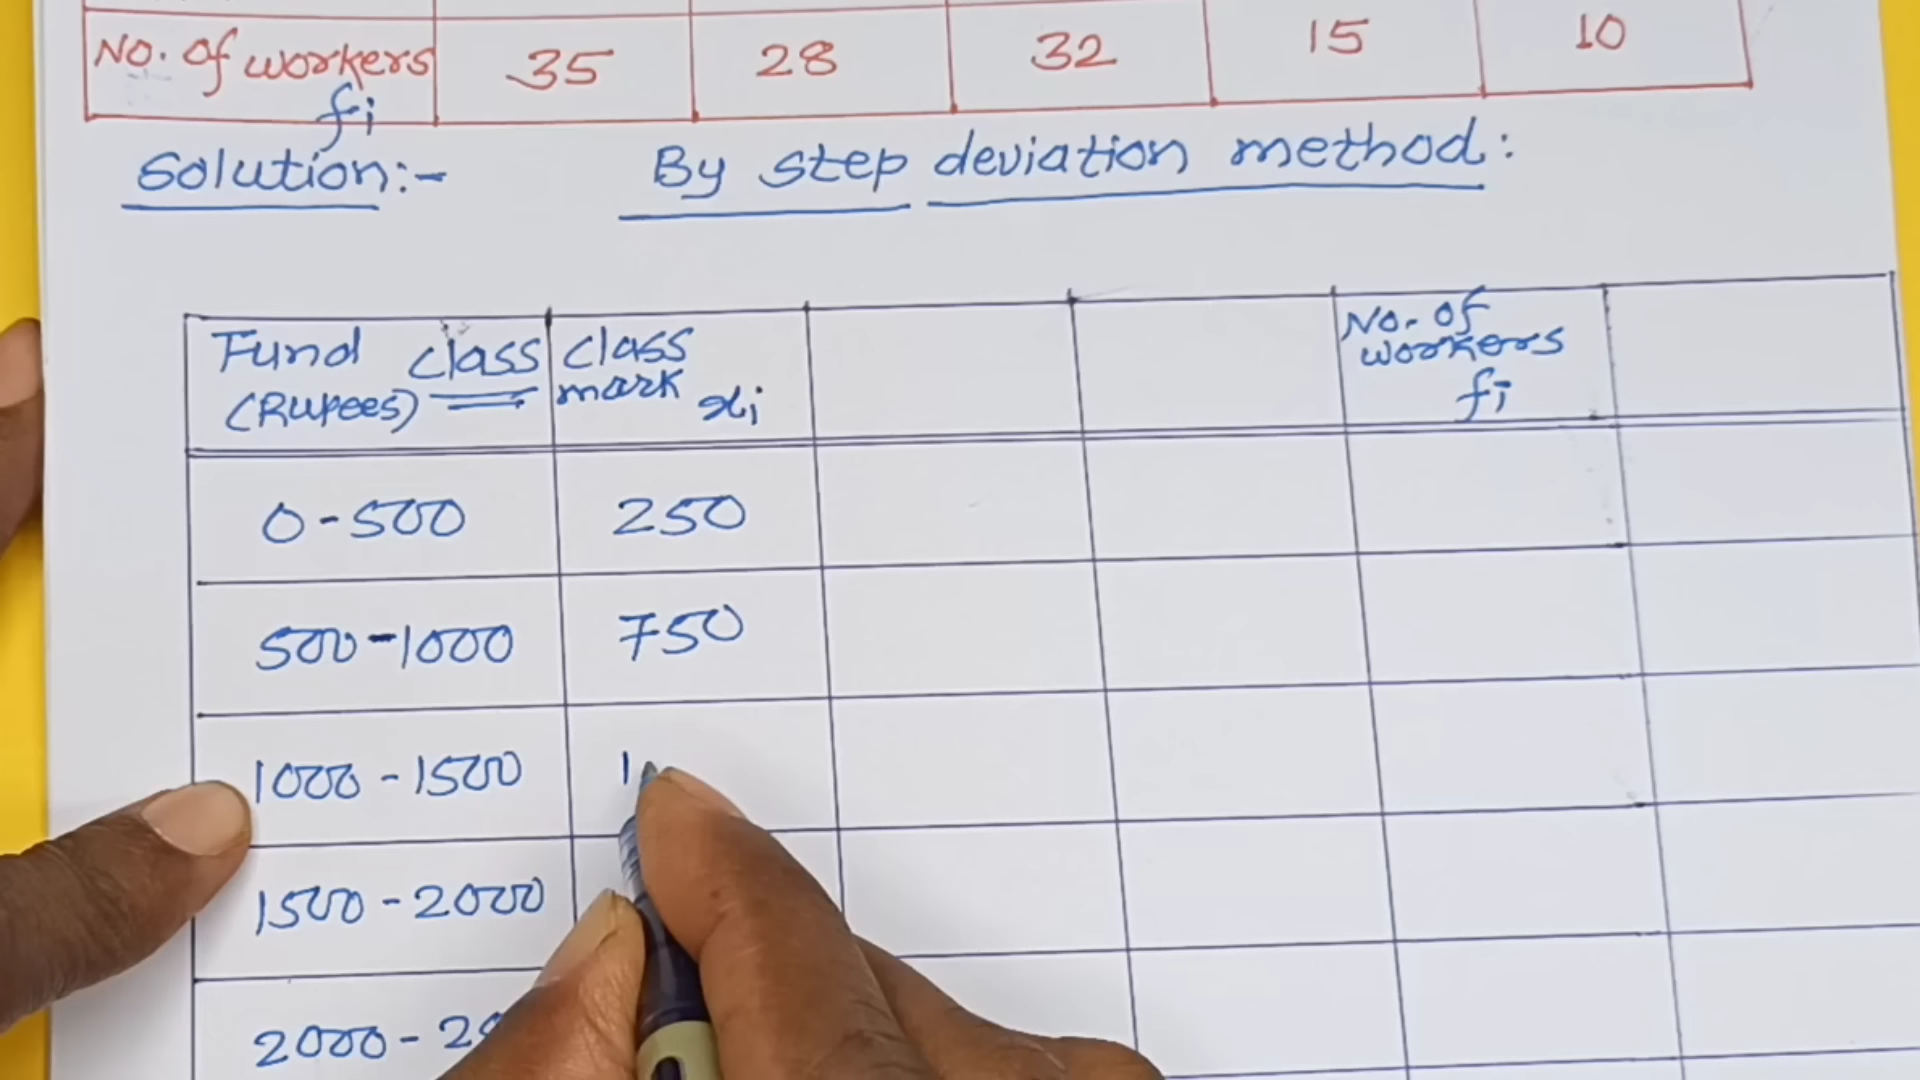 No. of workers 35 28 32 15 10
fi
Solution:- By step deviation method:
Fund class class No. of
(Rupees) mark xi workers
fi
0-500 250
500-1000 750
1000-1500 1
1500-2000
2000-